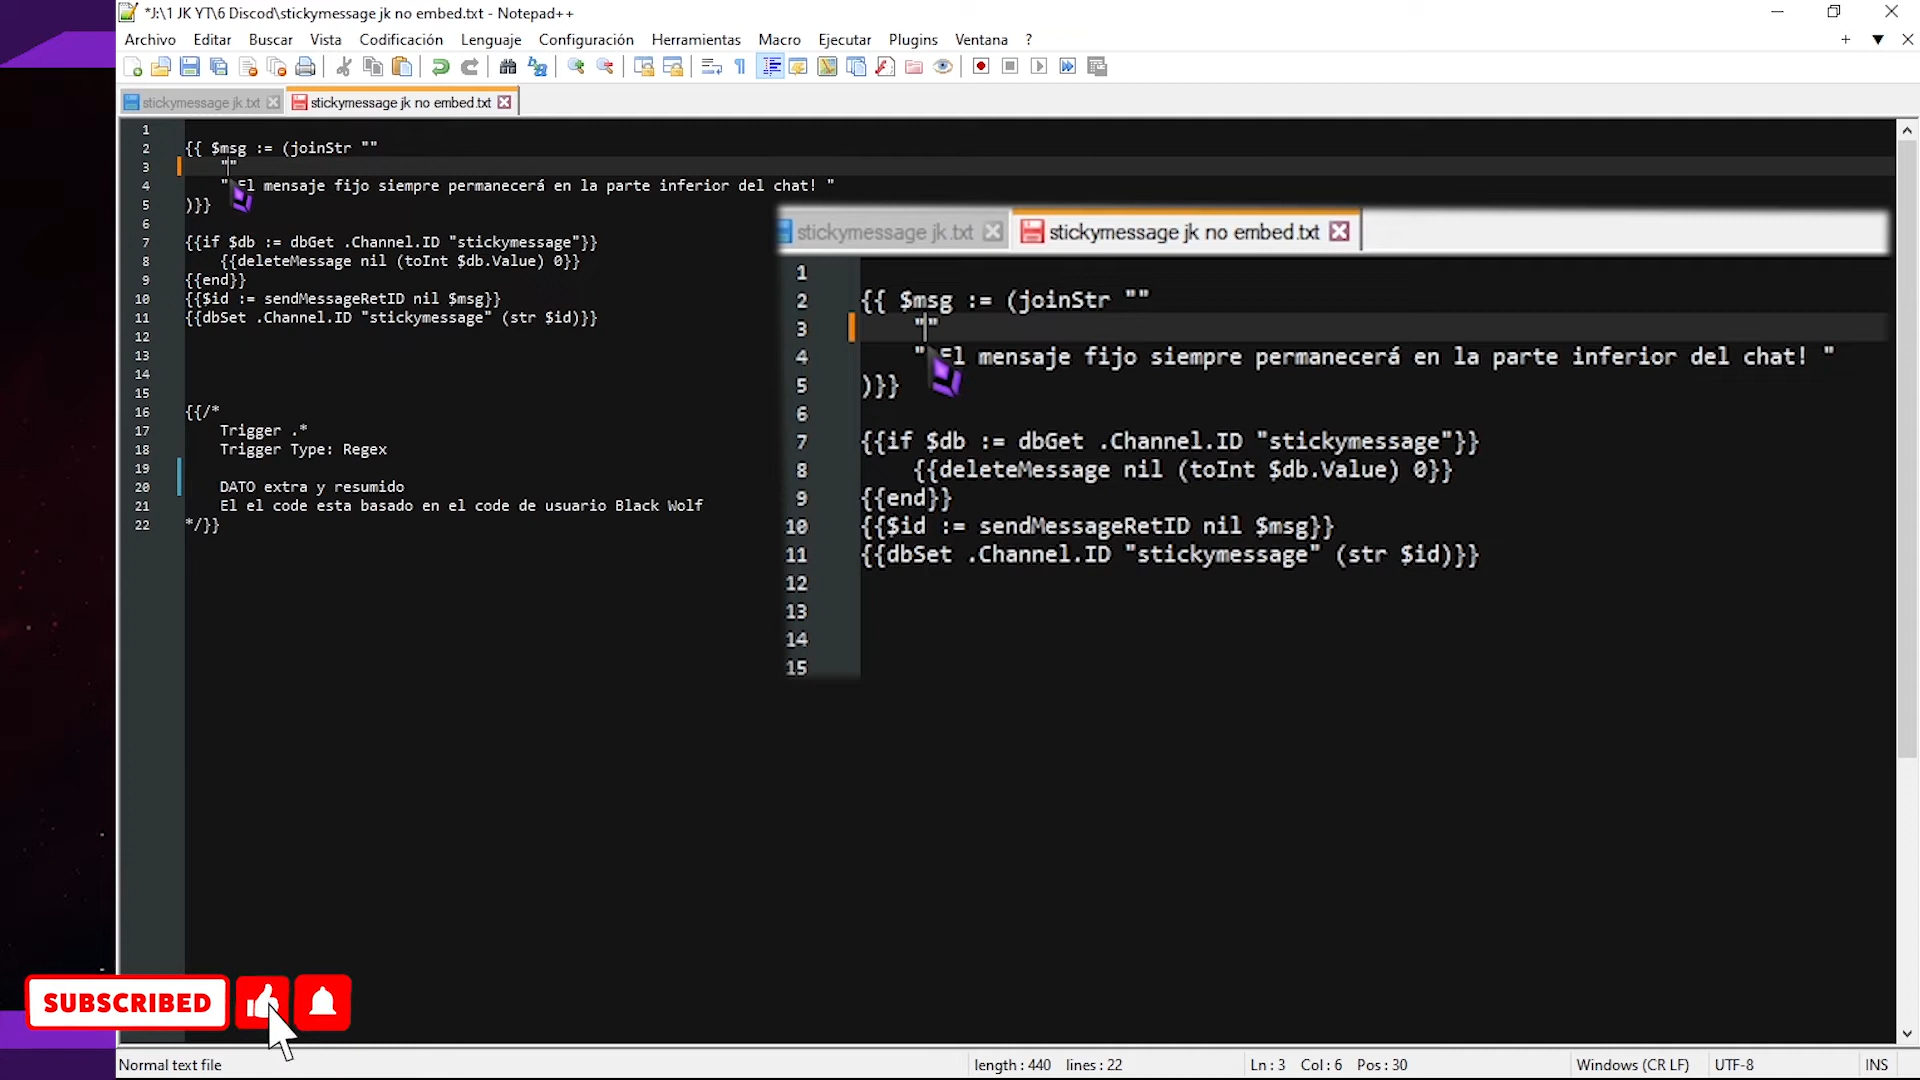 *J:\1 JK YT\6 Discod\stickymessage jk no embed.txt - Notepad++
Archivo Editar Buscar Vista Codificación Lenguaje Configuración Herramientas Macro Ejecutar Plugins Ventana ?
stickymessage jk.txt stickymessage jk no embed.txt
1
2 {{ $msg := (joinStr ""
3 ""
4 " El mensaje fijo siempre permanecerá en la parte inferior del chat! "
5 )}}
6
7 {{if $db := dbGet .Channel.ID "stickymessage"}}
8 {{deleteMessage nil (toInt $db.Value) 0}}
9 {{end}}
10 {{$id := sendMessageRetID nil $msg}}
11 {{dbSet .Channel.ID "stickymessage" (str $id)}}
12
13
14
15
16 {{/*
17 Trigger .*
18 Trigger Type: Regex
19
20 DATO extra y resumido
21 El el code esta basado en el code de usuario Black Wolf
22 */}}
stickymessage jk.txt stickymessage jk no embed.txt
1
2 {{ $msg := (joinStr ""
3 ""
4 " El mensaje fijo siempre permanecerá en la parte inferior del chat! "
5 )}}
6
7 {{if $db := dbGet .Channel.ID "stickymessage"}}
8 {{deleteMessage nil (toInt $db.Value) 0}}
9 {{end}}
10 {{$id := sendMessageRetID nil $msg}}
11 {{dbSet .Channel.ID "stickymessage" (str $id)}}
12
13
14
15
SUBSCRIBED
Normal text file length : 440 lines : 22 Ln : 3 Col : 6 Pos : 30 Windows (CR LF) UTF-8 INS